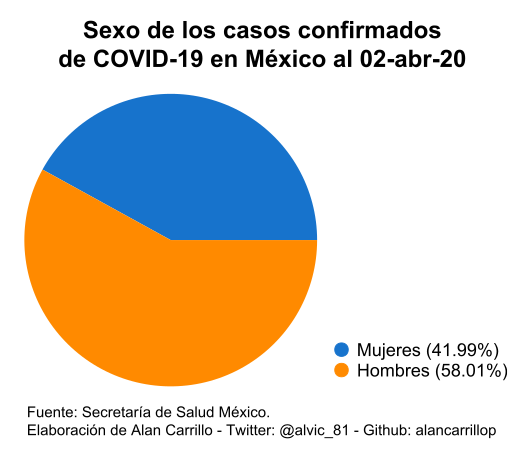 Sexo de los casos confirmados
de COVID-19 en México al 02-abr-20
Mujeres (41.99%)
Hombres (58.01%)
Fuente: Secretaría de Salud México.
Elaboración de Alan Carrillo - Twitter: @alvic_81 - Github: alancarrillop